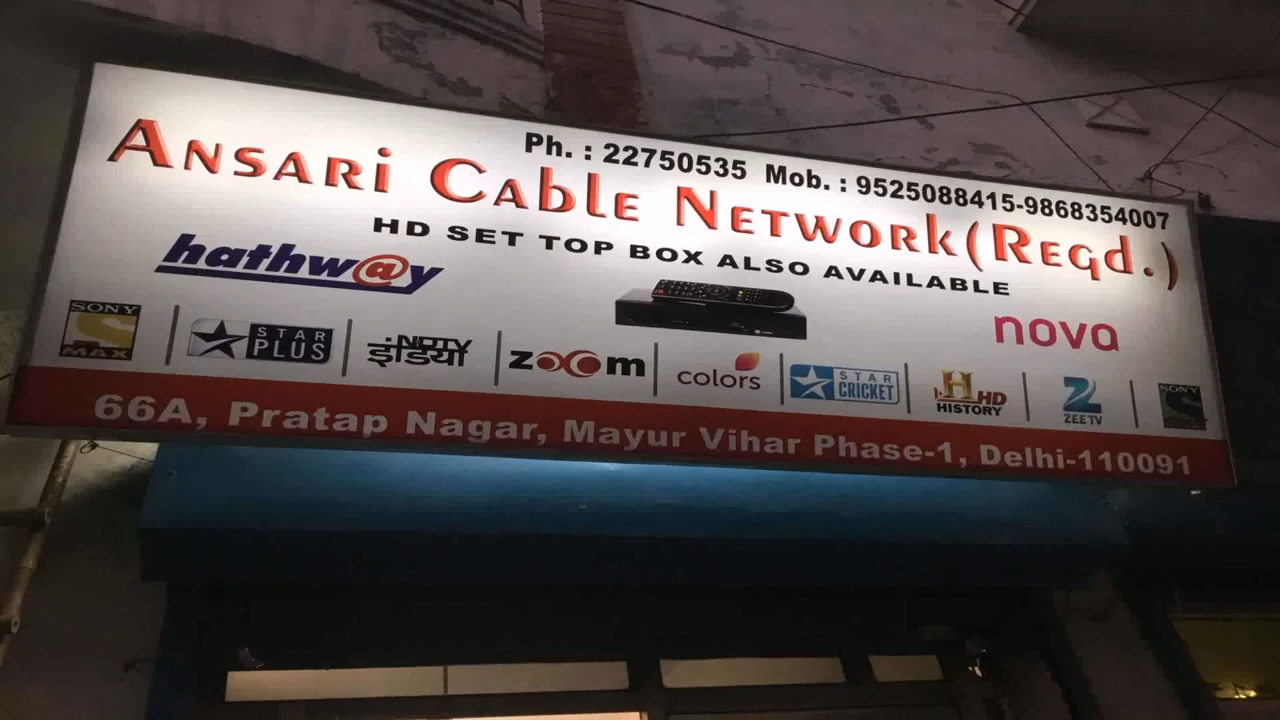 Ph. : 22750535 Mob. : 9525088415-9868354007
ANSARi CAblE NETWORk (REGd.)
HD SET TOP BOX ALSO AVAILABLE
hathw@y
nova
SONY MAX
STAR PLUS
NDTV इंडिया
zoom
colors
STAR CRICKET
H HD HISTORY
Z ZEE TV
SONY
66A, Pratap Nagar, Mayur Vihar Phase-1, Delhi-110091